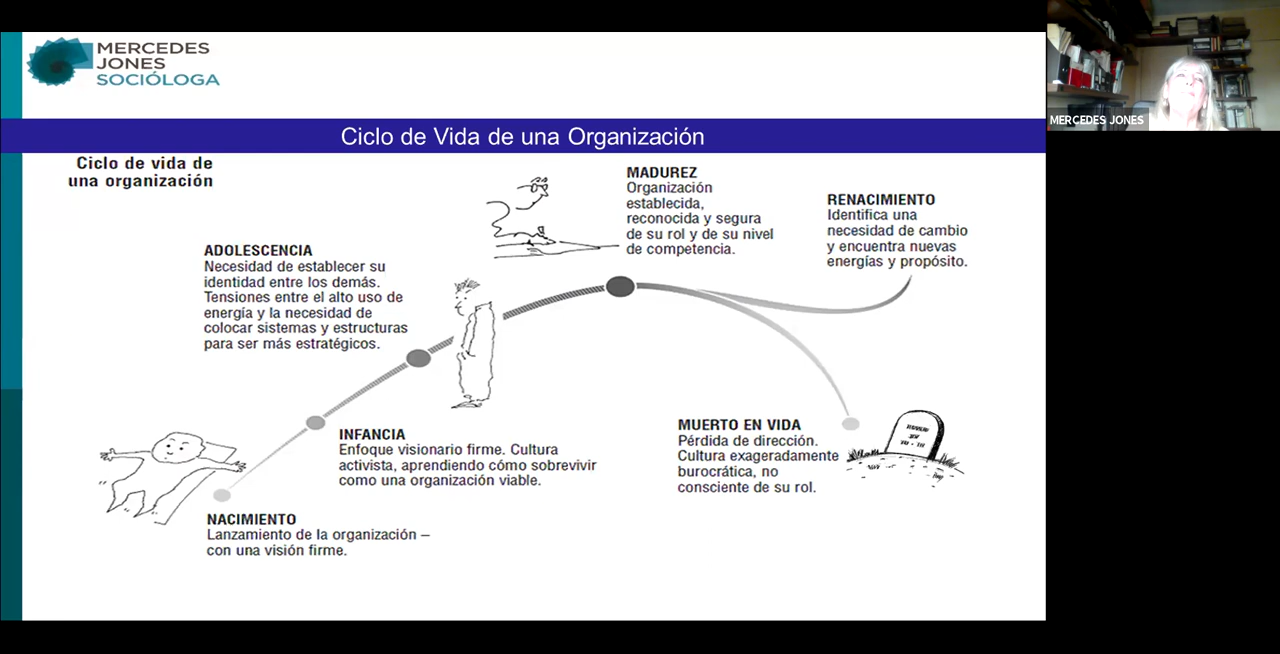 MERCEDES
JONES
SOCIÓLOGA
MERCEDES JONES
Ciclo de Vida de una Organización
Ciclo de vida de
una organización
MADUREZ
Organización
establecida,
reconocida y segura
de su rol y de su nivel
de competencia.
RENACIMIENTO
Identifica una
necesidad de cambio
y encuentra nuevas
energías y propósito.
ADOLESCENCIA
Necesidad de establecer su
identidad entre los demás.
Tensiones entre el alto uso de
energía y la necesidad de
colocar sistemas y estructuras
para ser más estratégicos.
INFANCIA
Enfoque visionario firme. Cultura
activista, aprendiendo cómo sobrevivir
como una organización viable.
MUERTO EN VIDA
Pérdida de dirección.
Cultura exageradamente
burocrática, no
consciente de su rol.
NACIMIENTO
Lanzamiento de la organización –
con una visión firme.